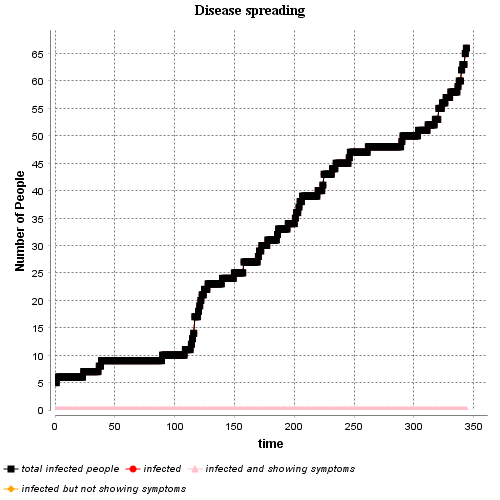 Disease spreading
Number of People
65
60
55
50
45
40
35
30
25
20
15
10
5
0
0 50 100 150 200 250 300 350
time
total infected people infected infected and showing symptoms
infected but not showing symptoms